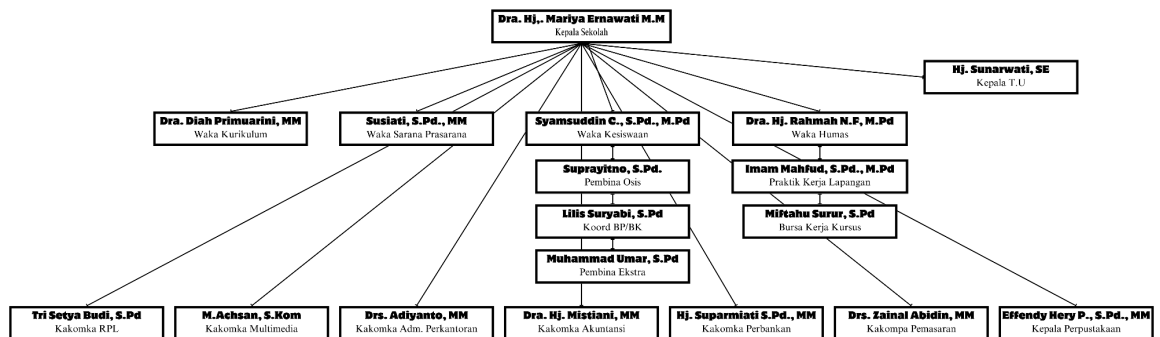 Dra. Hj,. Mariya Ernawati M.M
Kepala Sekolah
Hj. Sunarwati, SE
Kepala T.U
Dra. Diah Primuarini, MM
Waka Kurikulum
Susiati, S.Pd., MM
Waka Sarana Prasarana
Syamsuddin C., S.Pd., M.Pd
Waka Kesiswaan
Dra. Hj. Rahmah N.F, M.Pd
Waka Humas
Suprayitno, S.Pd.
Pembina Osis
Imam Mahfud, S.Pd., M.Pd
Praktik Kerja Lapangan
Lilis Suryabi, S.Pd
Koord BP/BK
Miftahu Surur, S.Pd
Bursa Kerja Kursus
Muhammad Umar, S.Pd
Pembina Ekstra
Tri Setya Budi, S.Pd
Kakomka RPL
M.Achsan, S.Kom
Kakomka Multimedia
Drs. Adiyanto, MM
Kakomka Adm. Perkantoran
Dra. Hj. Mistiani, MM
Kakomka Akuntansi
Hj. Suparmiati S.Pd., MM
Kakomka Perbankan
Drs. Zainal Abidin, MM
Kakompa Pemasaran
Effendy Hery P., S.Pd., MM
Kepala Perpustakaan